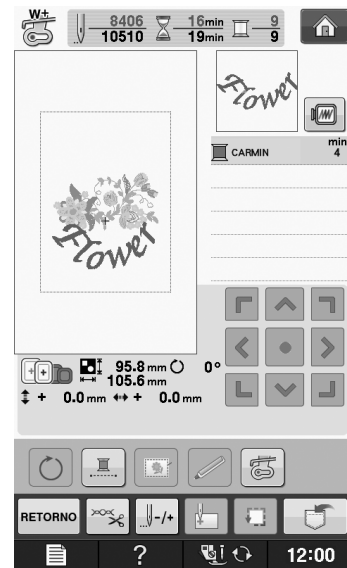 W+
8406 16min 9
10510 19min 9
Flower
min
CARMIN 4
Flower
95.8 mm 0°
105.6 mm
+ 0.0 mm + 0.0 mm
RETORNO -/+
? 12:00